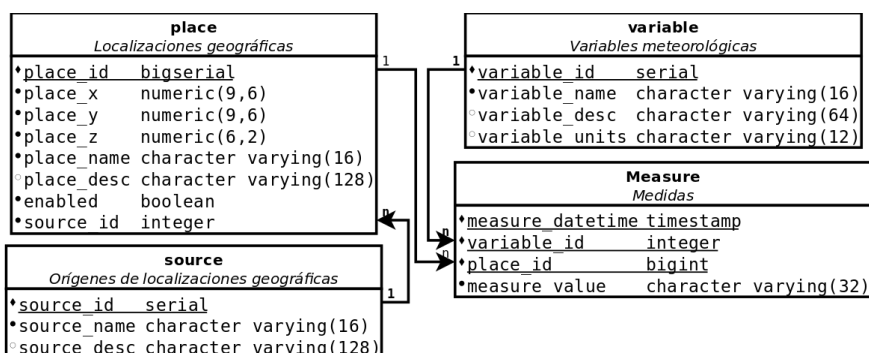 place
Localizaciones geográficas
place_id bigserial
place_x numeric(9,6)
place_y numeric(9,6)
place_z numeric(6,2)
place_name character varying(16)
place_desc character varying(128)
enabled boolean
source_id integer
1
n
source
Orígenes de localizaciones geográficas
source_id serial
source_name character varying(16)
source_desc character varying(128)
1
variable
Variables meteorológicas
variable_id serial
variable_name character varying(16)
variable_desc character varying(64)
variable_units character varying(12)
1
Measure
Medidas
measure_datetime timestamp
variable_id integer
place_id bigint
measure_value character varying(32)
n
n